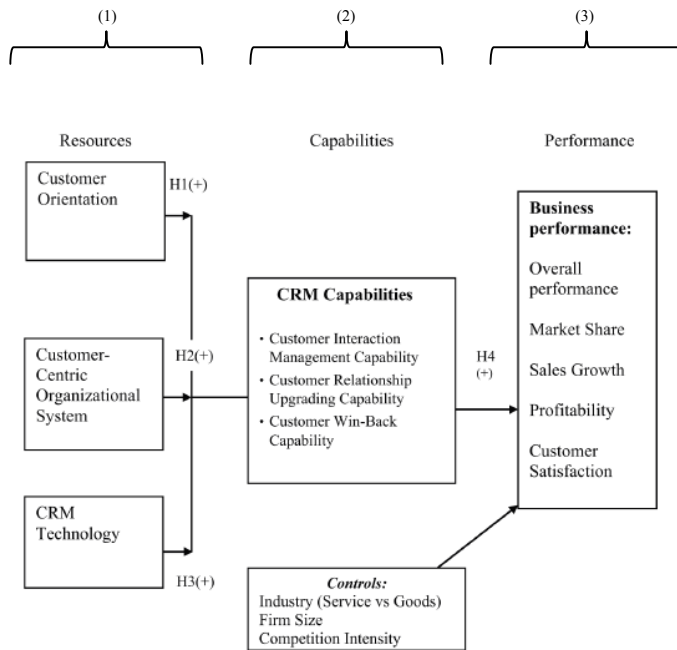 (1)
(2)
(3)
Resources
Capabilities
Performance
Customer
Orientation
H1(+)
Customer-
Centric
Organizational
System
H2(+)
CRM
Technology
H3(+)
CRM Capabilities
• Customer Interaction
Management Capability
• Customer Relationship
Upgrading Capability
• Customer Win-Back
Capability
H4
(+)
Business
performance:
Overall
performance
Market Share
Sales Growth
Profitability
Customer
Satisfaction
Controls:
Industry (Service vs Goods)
Firm Size
Competition Intensity